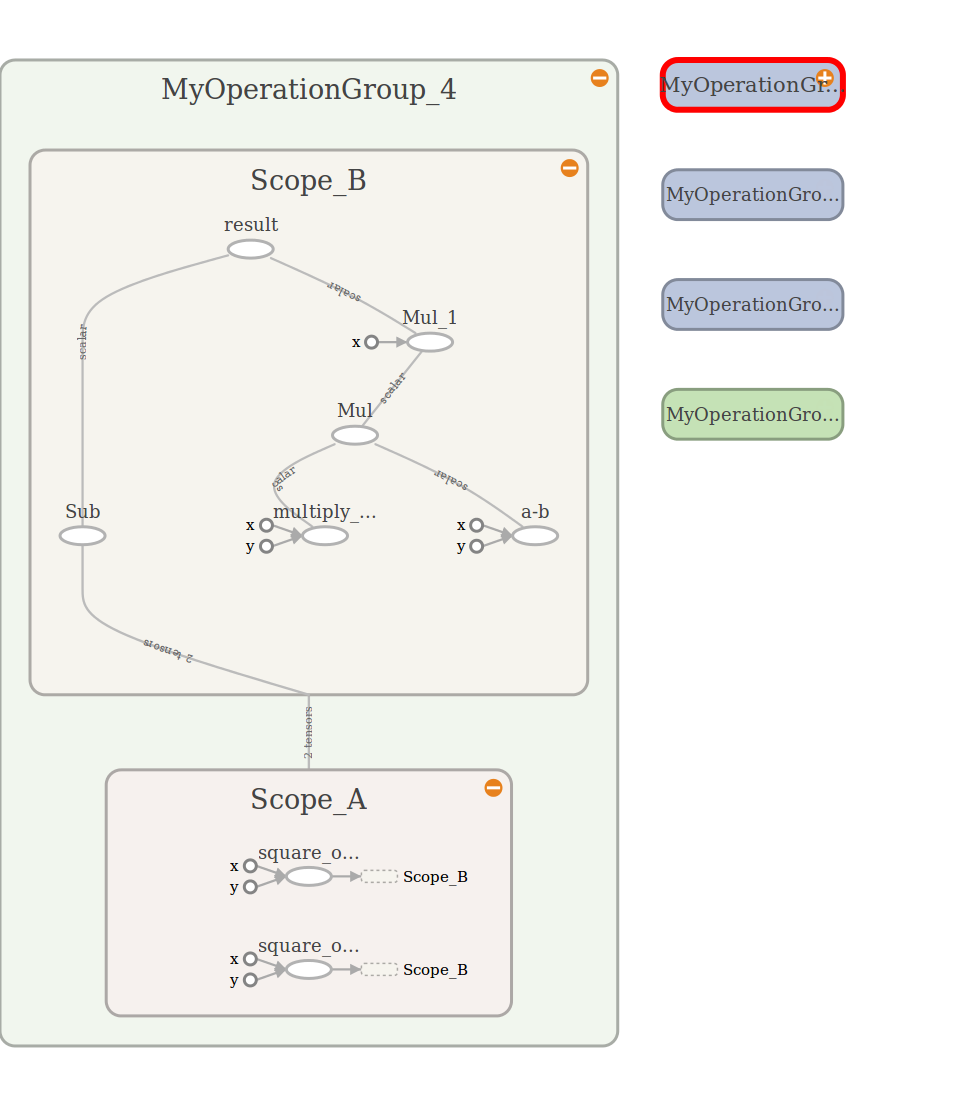 MyOperationGroup_4
Scope_B
result
scalar
scalar
Mul_1
x
scalar
Mul
scalar
scalar
Sub
multiply_...
x
y
a-b
x
y
2 tensors
2 tensors
Scope_A
square_o...
x
y
Scope_B
square_o...
x
y
Scope_B
MyOperationGr...
MyOperationGro...
MyOperationGro...
MyOperationGro...